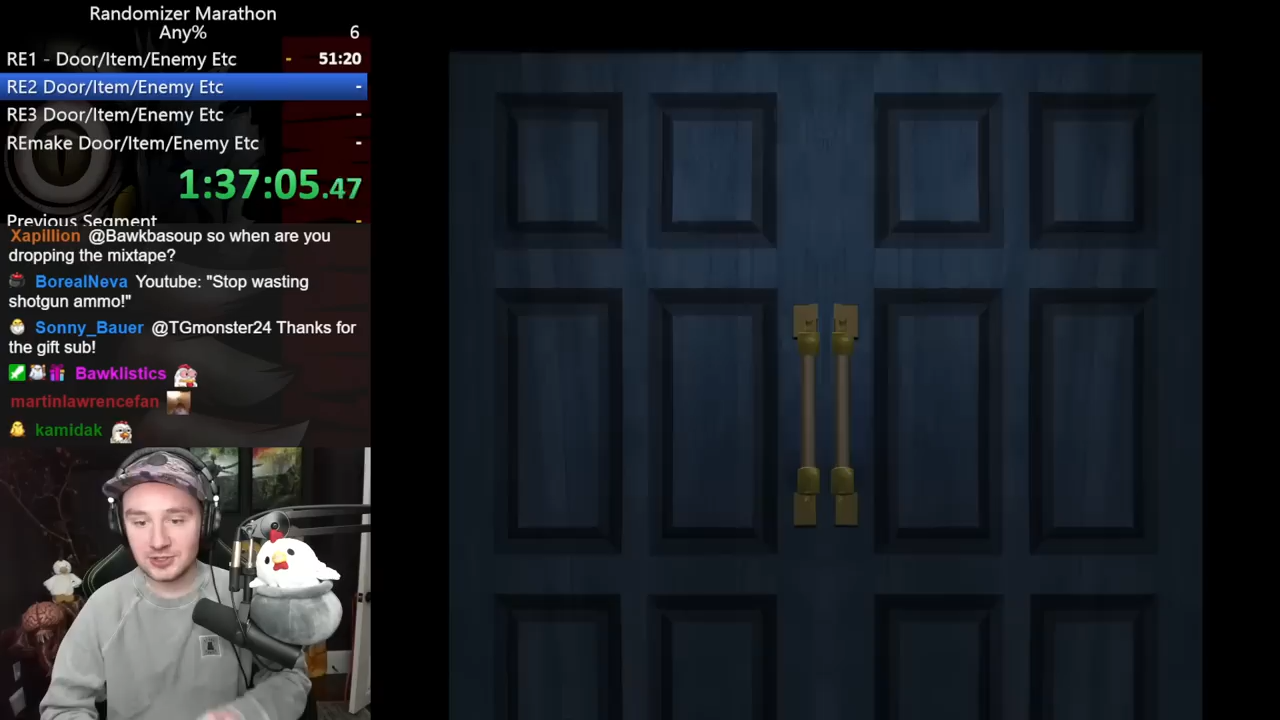 Randomizer Marathon
Any% 6
RE1 - Door/Item/Enemy Etc - 51:20
RE2 Door/Item/Enemy Etc -
RE3 Door/Item/Enemy Etc -
REmake Door/Item/Enemy Etc -
1:37:05.47
Previous Segment -
Xapillion @Bawkbasoup so when are you
dropping the mixtape?
BorealNeva Youtube: "Stop wasting
shotgun ammo!"
Sonny_Bauer @TGmonster24 Thanks for
the gift sub!
Bawklistics
martinlawrencefan
kamidak